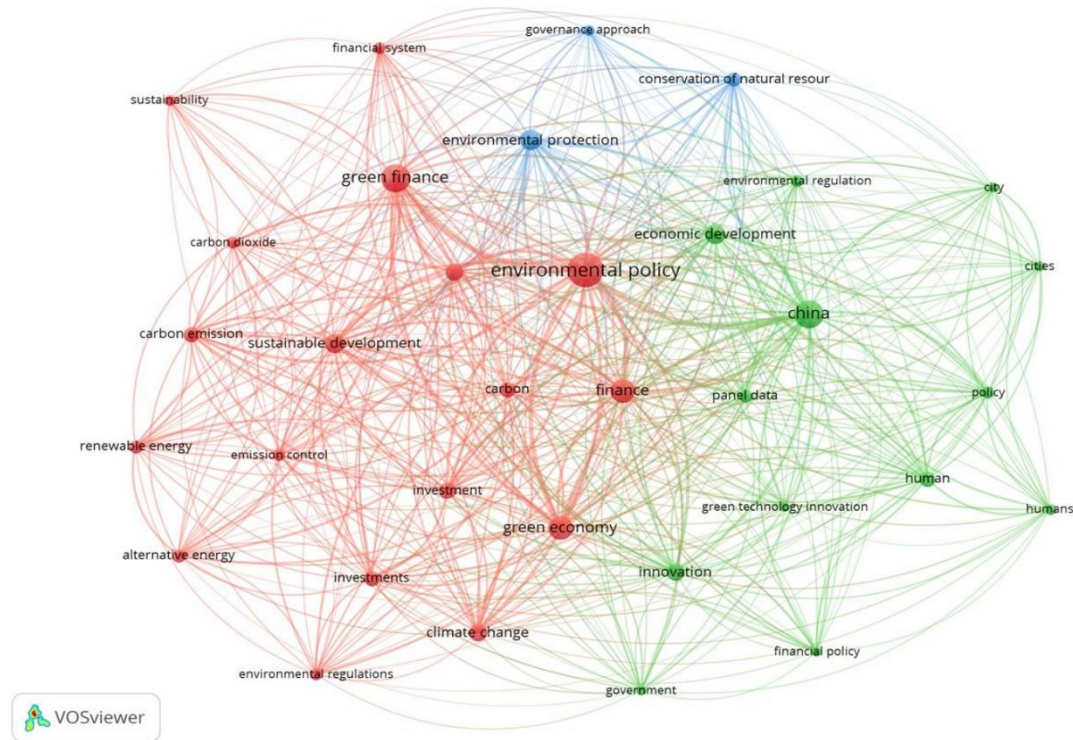 governance approach
financial system
conservation of natural resour
sustainability
environmental protection
green finance
environmental regulation
city
economic development
carbon dioxide
environmental policy
cities
china
carbon emission
sustainable development
carbon
finance
panel data
policy
renewable energy
emission control
human
investment
green technology innovation
humans
green economy
alternative energy
investments
innovation
climate change
financial policy
environmental regulations
government
VOSviewer